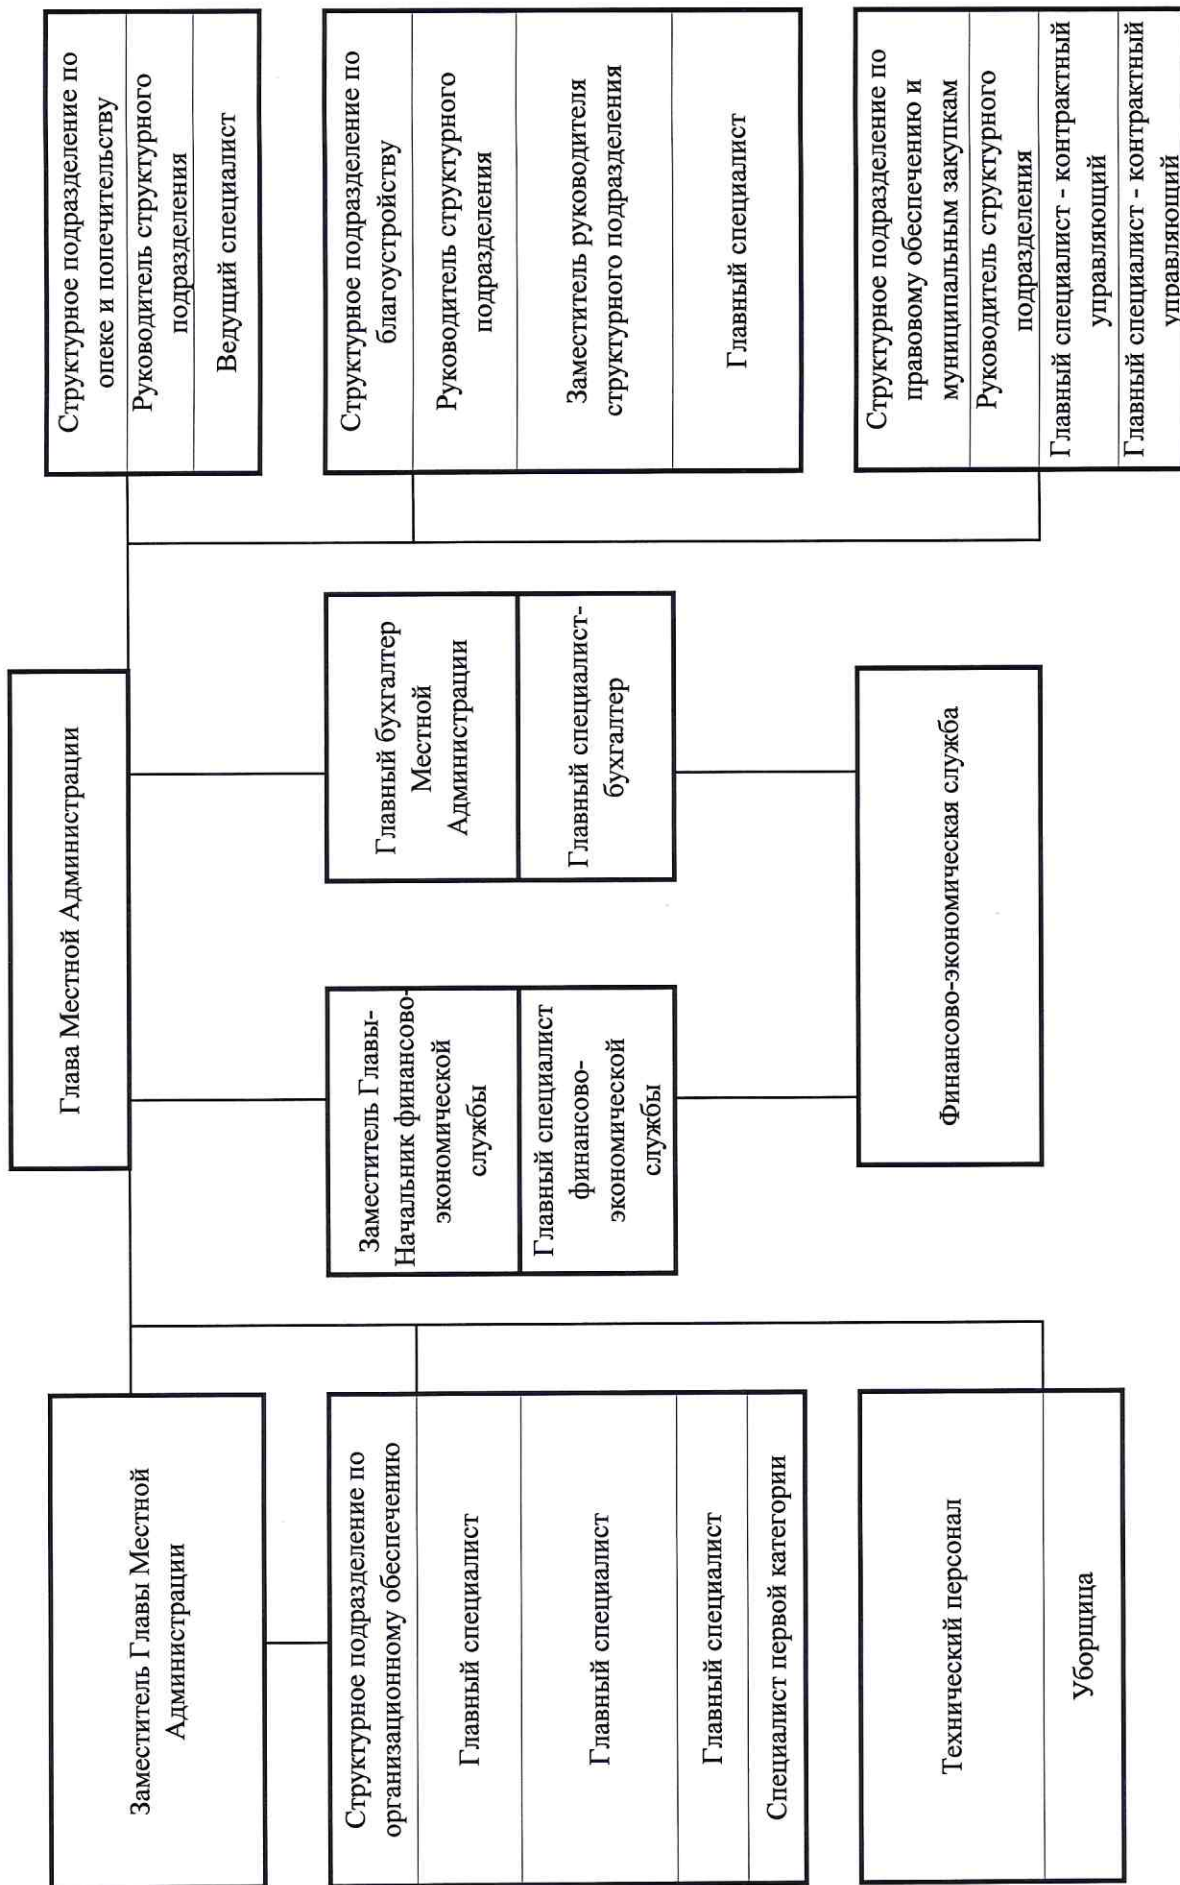 Глава Местной Администрации
Заместитель Главы Местной
Администрации
Структурное подразделение по
организационному обеспечению
Главный специалист
Главный специалист
Главный специалист
Специалист первой категории
Технический персонал
Уборщица
Заместитель Главы-
Начальник финансово-
экономической
службы
Главный специалист
финансово-
экономической
службы
Главный бухгалтер
Местной
Администрации
Главный специалист-
бухгалтер
Финансово-экономическая служба
Структурное подразделение по
опеке и попечительству
Руководитель структурного
подразделения
Ведущий специалист
Структурное подразделение по
благоустройству
Руководитель структурного
подразделения
Заместитель руководителя
структурного подразделения
Главный специалист
Структурное подразделение по
правовому обеспечению и
муниципальным закупкам
Руководитель структурного
подразделения
Главный специалист - контрактный
управляющий
Главный специалист - контрактный
управляющий